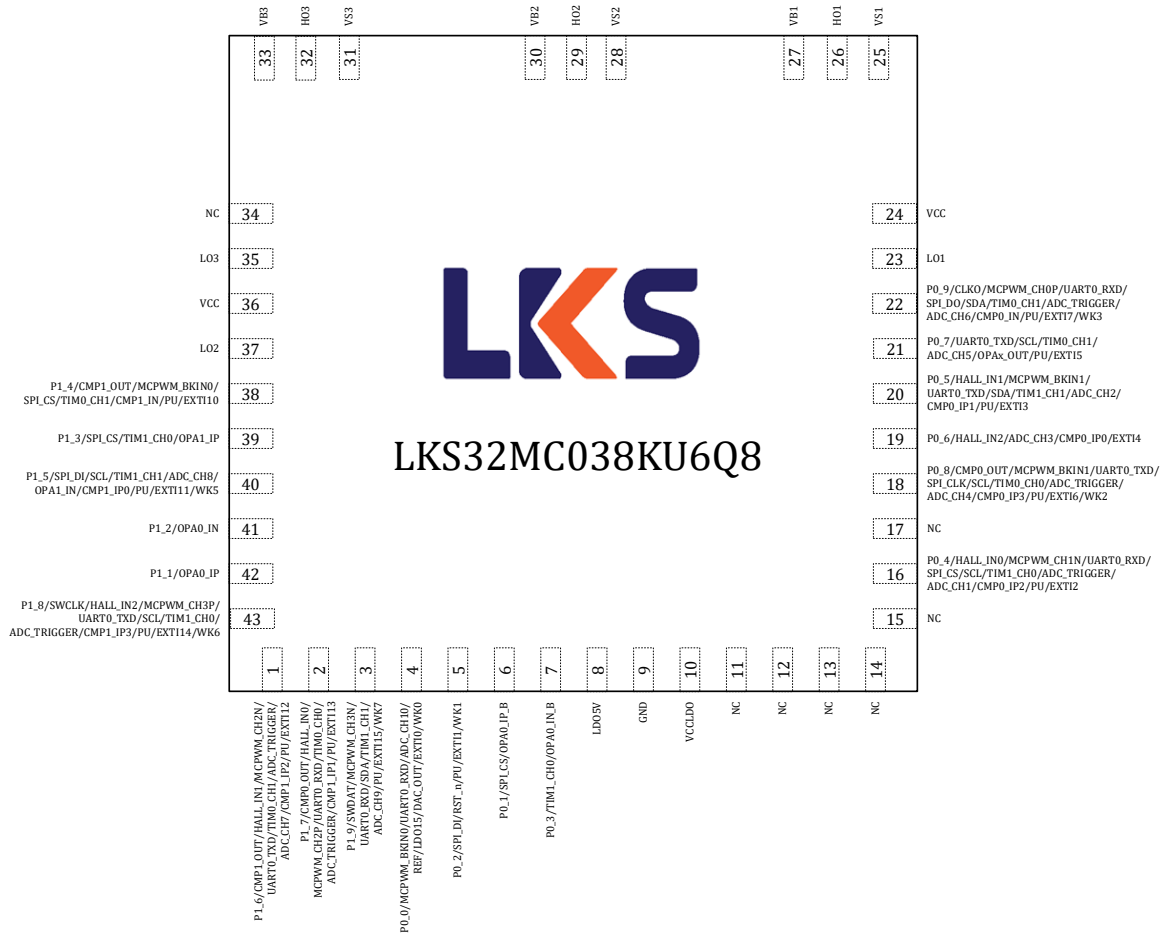 VB3
HO3
VS3
VB2
HO2
VS2
VB1
HO1
VS1
33
32
31
30
29
28
27
26
25
NC
34
LO3
35
VCC
36
LO2
37
P1_4/CMP1_OUT/MCPWM_BKIN0/
SPI_CS/TIM0_CH1/CMP1_IN/PU/EXTI10
38
P1_3/SPI_CS/TIM1_CH0/OPA1_IP
39
P1_5/SPI_DI/SCL/TIM1_CH1/ADC_CH8/
OPA1_IN/CMP1_IP0/PU/EXTI11/WK5
40
P1_2/OPA0_IN
41
P1_1/OPA0_IP
42
P1_8/SWCLK/HALL_IN2/MCPWM_CH3P/
UART0_TXD/SCL/TIM1_CH0/
ADC_TRIGGER/CMP1_IP3/PU/EXTI14/WK6
43
LKS
LKS32MC038KU6Q8
24
VCC
23
LO1
22
P0_9/CLKO/MCPWM_CH0P/UART0_RXD/
SPI_DO/SDA/TIM0_CH1/ADC_TRIGGER/
ADC_CH6/CMP0_IN/PU/EXTI7/WK3
21
P0_7/UART0_TXD/SCL/TIM0_CH1/
ADC_CH5/OPAx_OUT/PU/EXTI5
20
P0_5/HALL_IN1/MCPWM_BKIN1/
UART0_TXD/SDA/TIM1_CH1/ADC_CH2/
CMP0_IP1/PU/EXTI3
19
P0_6/HALL_IN2/ADC_CH3/CMP0_IP0/EXTI4
18
P0_8/CMP0_OUT/MCPWM_BKIN1/UART0_TXD/
SPI_CLK/SCL/TIM0_CH0/ADC_TRIGGER/
ADC_CH4/CMP0_IP3/PU/EXTI6/WK2
17
NC
16
P0_4/HALL_IN0/MCPWM_CH1N/UART0_RXD/
SPI_CS/SCL/TIM1_CH0/ADC_TRIGGER/
ADC_CH1/CMP0_IP2/PU/EXTI2
15
NC
1
2
3
4
5
6
7
8
9
10
11
12
13
14
P1_6/CMP1_OUT/HALL_IN1/MCPWM_CH2N/
UART0_TXD/TIM0_CH1/ADC_TRIGGER/
ADC_CH7/CMP1_IP2/PU/EXTI12
P1_7/CMP0_OUT/HALL_IN0/
MCPWM_CH2P/UART0_RXD/TIM0_CH0/
ADC_TRIGGER/CMP1_IP1/PU/EXTI13
P1_9/SWDAT/MCPWM_CH3N/
UART0_RXD/SDA/TIM1_CH1/
ADC_CH9/PU/EXTI15/WK7
P0_0/MCPWM_BKIN0/UART0_RXD/ADC_CH10/
REF/LDO15/DAC_OUT/EXTI0/WK0
P0_2/SPI_DI/RST_n/PU/EXTI1/WK1
P0_1/SPI_CS/OPA0_IP_B
P0_3/TIM1_CH0/OPA0_IN_B
LDO5V
GND
VCCLDO
NC
NC
NC
NC